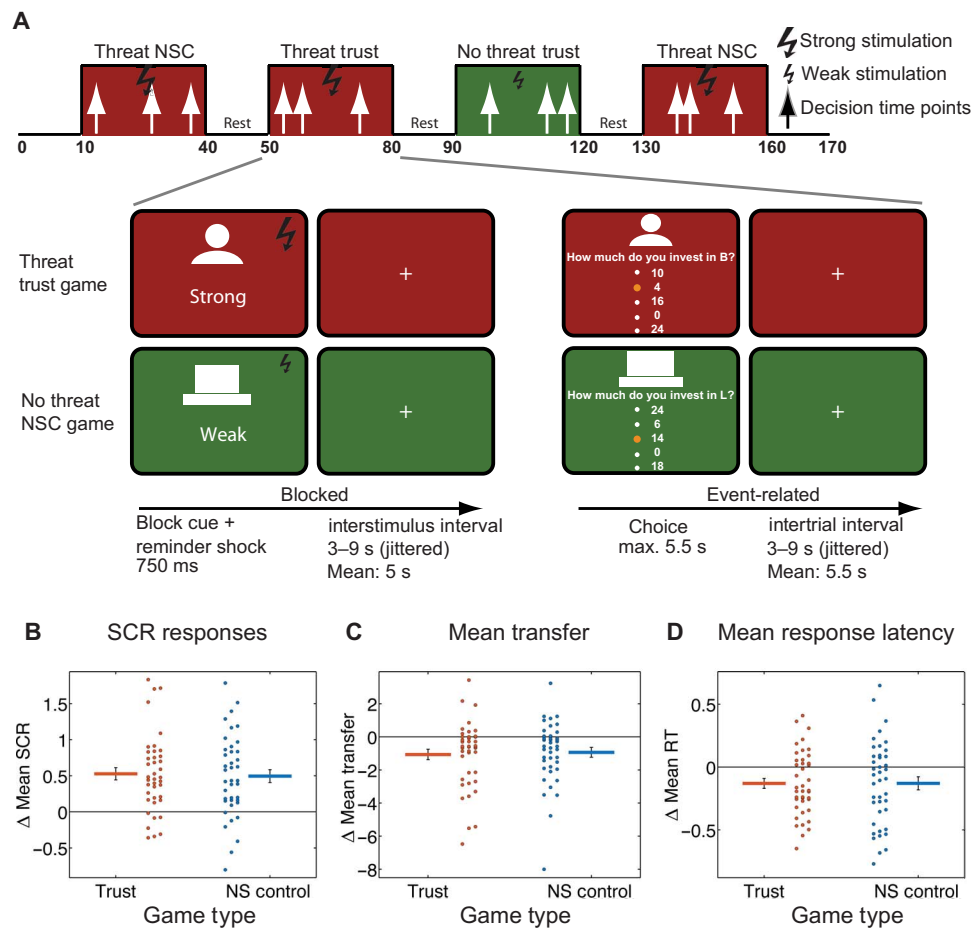 A
Threat NSC
Threat trust
No threat trust
Threat NSC
Strong stimulation
Weak stimulation
Decision time points
Rest
Rest
Rest
0 10 40 50 80 90 120 130 160 170
Threat
trust game
Strong
+
How much do you invest in B?
10
4
16
0
24
+
No threat
NSC game
Weak
+
How much do you invest in L?
24
6
14
0
18
+
Blocked
Event-related
Block cue +
reminder shock
750 ms
interstimulus interval
3–9 s (jittered)
Mean: 5 s
Choice
max. 5.5 s
intertrial interval
3–9 s (jittered)
Mean: 5.5 s
B SCR responses
Δ Mean SCR
1.5
1
0.5
0
−0.5
Trust NS control
Game type
C Mean transfer
Δ Mean transfer
2
0
−2
−4
−6
−8
Trust NS control
Game type
D Mean response latency
Δ Mean RT
0.5
0
−0.5
Trust NS control
Game type